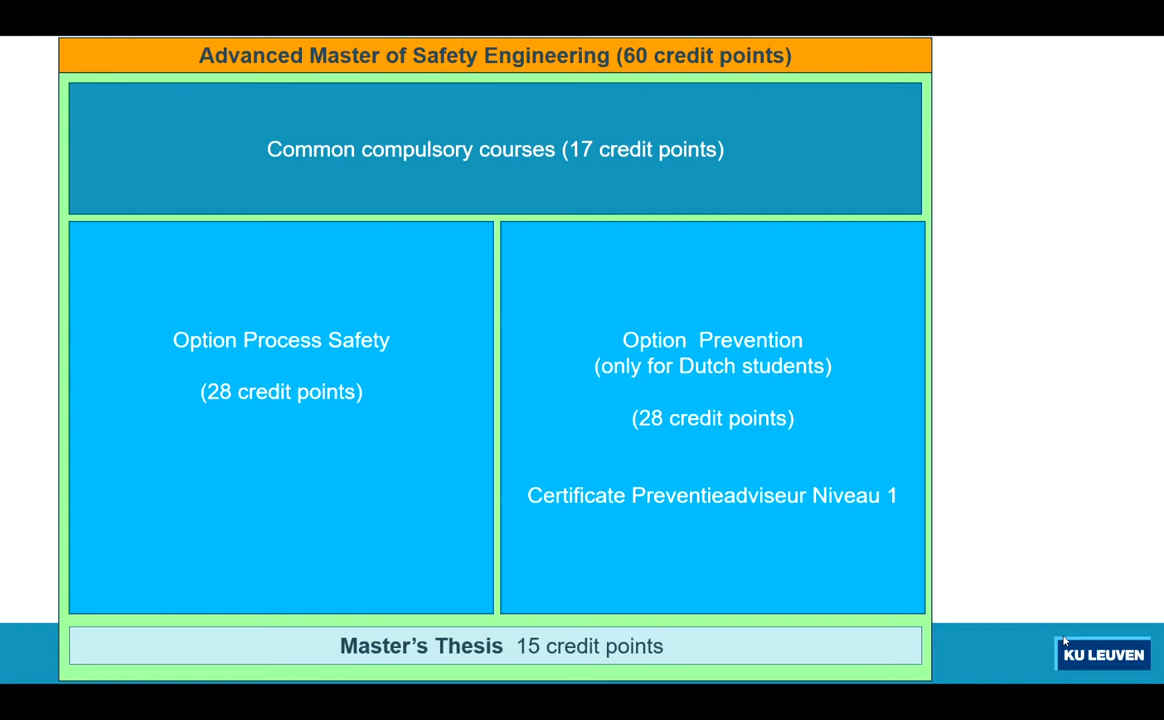 Advanced Master of Safety Engineering (60 credit points)
Common compulsory courses (17 credit points)
Option Process Safety
(28 credit points)
Option Prevention
(only for Dutch students)
(28 credit points)
Certificate Preventieadviseur Niveau 1
Master's Thesis 15 credit points
KU LEUVEN